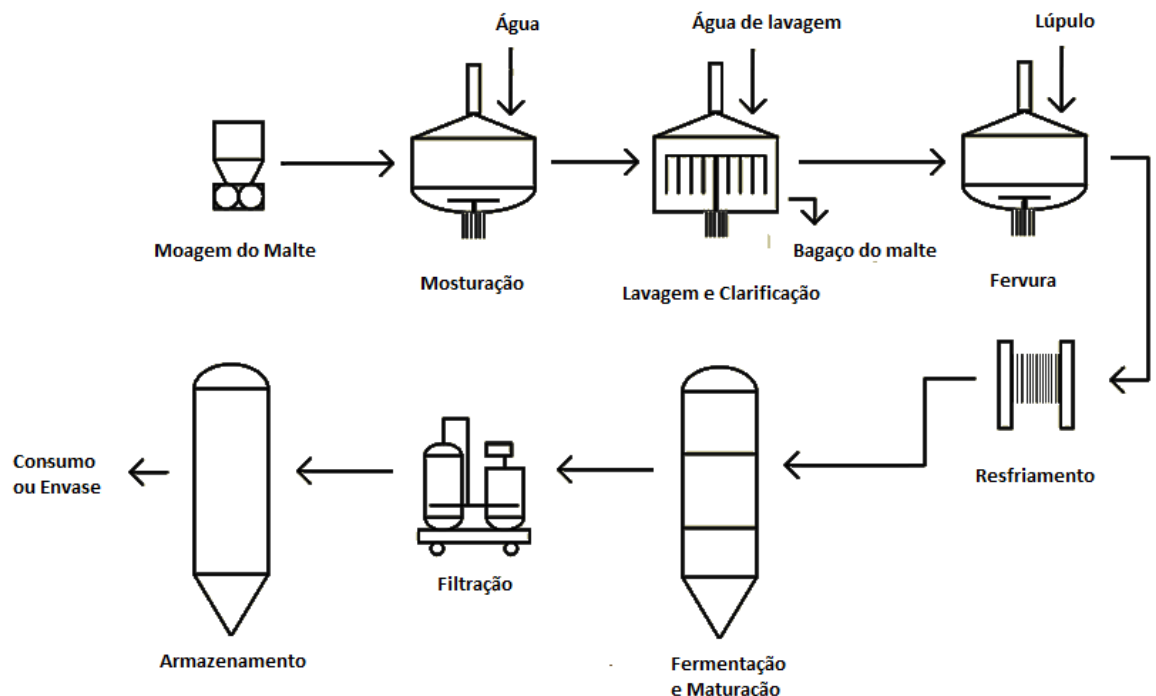 Água
Água de lavagem
Lúpulo
Moagem do Malte
Mosturação
Bagaço do malte
Lavagem e Clarificação
Fervura
Consumo
ou Envase
Resfriamento
Filtração
Armazenamento
Fermentação
e Maturação